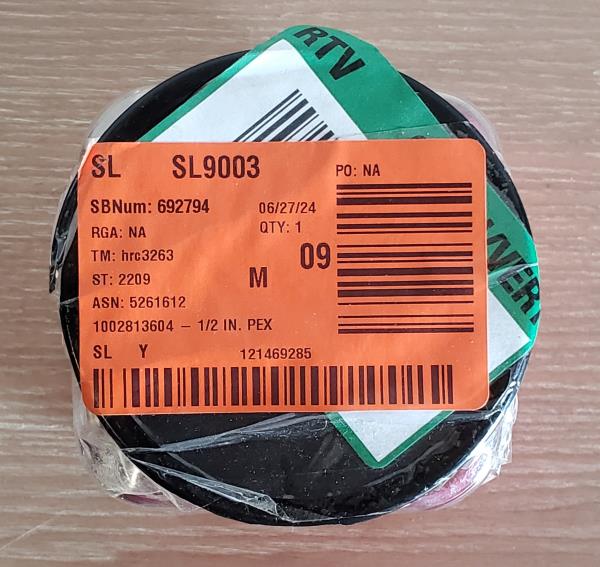 RTV
SL SL9003 PO: NA
SBNum: 692794 06/27/24
RGA: NA QTY: 1
TM: hrc3263 09
ST: 2209 M
ASN: 5261612
1002813604 – 1/2 IN. PEX
SL Y 121469285